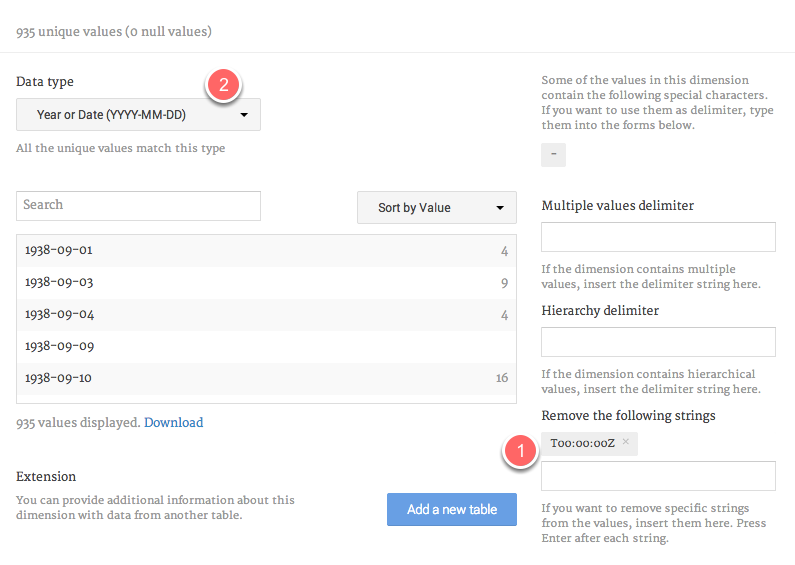 935 unique values (0 null values)
Data type
2
Year or Date (YYYY-MM-DD)
All the unique values match this type
Search
Sort by Value
1938-09-01 4
1938-09-03 9
1938-09-04 4
1938-09-09
1938-09-10 16
935 values displayed. Download
Extension
You can provide additional information about this
dimension with data from another table.
Add a new table
Some of the values in this dimension
contain the following special characters.
If you want to use them as delimiter, type
them into the forms below.
-
Multiple values delimiter
If the dimension contains multiple
values, insert the delimiter string here.
Hierarchy delimiter
If the dimension contains hierarchical
values, insert the delimiter string here.
Remove the following strings
1
T00:00:00Z ×
If you want to remove specific strings
from the values, insert them here. Press
Enter after each string.